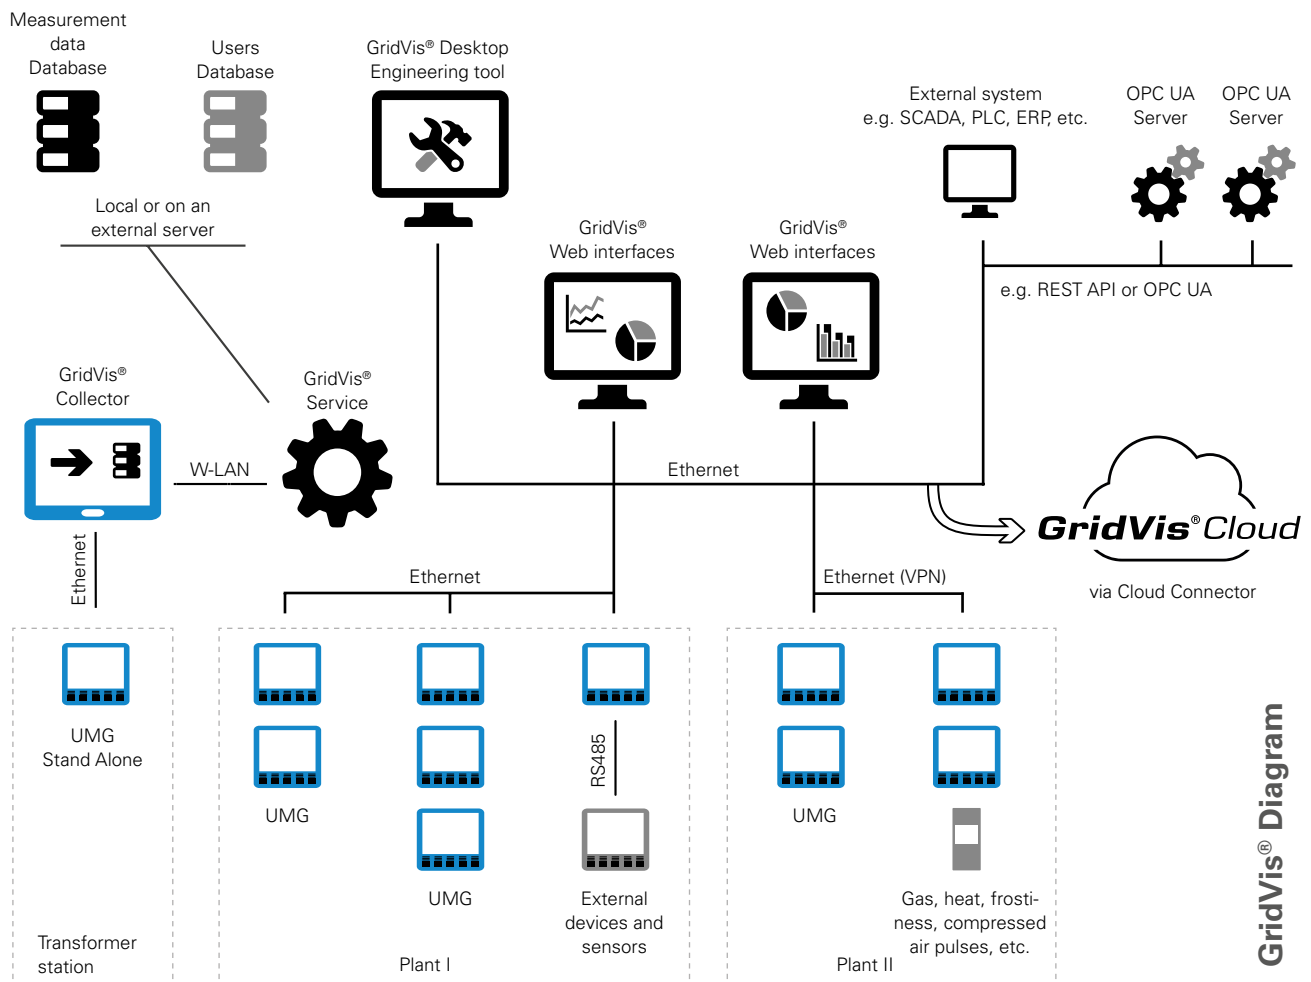 Measurement
data
Database
Users
Database
GridVis® Desktop
Engineering tool
External system
e.g. SCADA, PLC, ERP, etc.
OPC UA
Server
OPC UA
Server
Local or on an
external server
GridVis®
Web interfaces
GridVis®
Web interfaces
e.g. REST API or OPC UA
GridVis®
Collector
GridVis®
Service
W-LAN
Ethernet
GridVis® Cloud
via Cloud Connector
Ethernet
Ethernet
Ethernet (VPN)
UMG
Stand Alone
UMG
UMG
RS485
External
devices and
sensors
UMG
Gas, heat, frosti-
ness, compressed
air pulses, etc.
Transformer
station
Plant I
Plant II
GridVis® Diagram